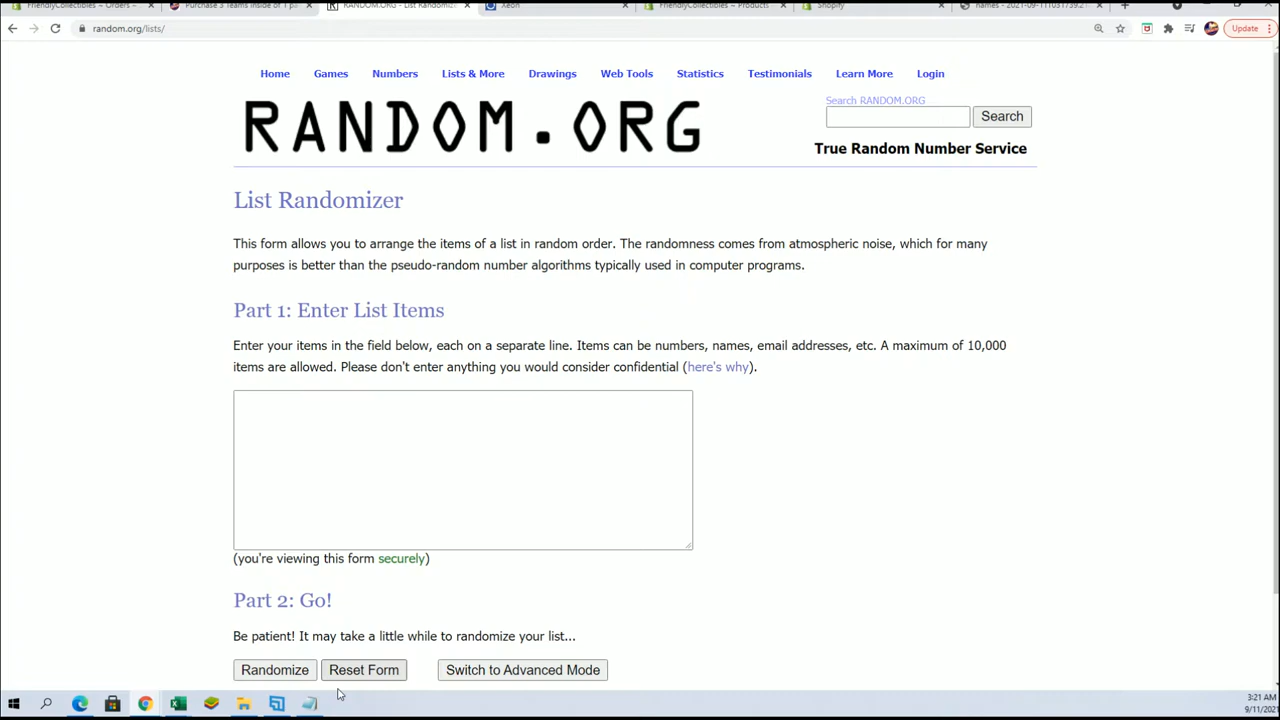 FriendlyCollectibles ~ Orders ~
Purchase 3 Teams Inside of 1 p
RANDOM.ORG - List Randomizer
Xeon
FriendlyCollectibles ~ Products
Shopify
random.org/lists/
Update
Home Games Numbers Lists & More Drawings Web Tools Statistics Testimonials Learn More Login
RANDOM.ORG
Search RANDOM.ORG
Search
True Random Number Service
List Randomizer
This form allows you to arrange the items of a list in random order. The randomness comes from atmospheric noise, which for many
purposes is better than the pseudo-random number algorithms typically used in computer programs.
Part 1: Enter List Items
Enter your items in the field below, each on a separate line. Items can be numbers, names, email addresses, etc. A maximum of 10,000
items are allowed. Please don't enter anything you would consider confidential (here's why).
(you're viewing this form securely)
Part 2: Go!
Be patient! It may take a little while to randomize your list...
Randomize Reset Form Switch to Advanced Mode
3:21 AM
9/11/2021